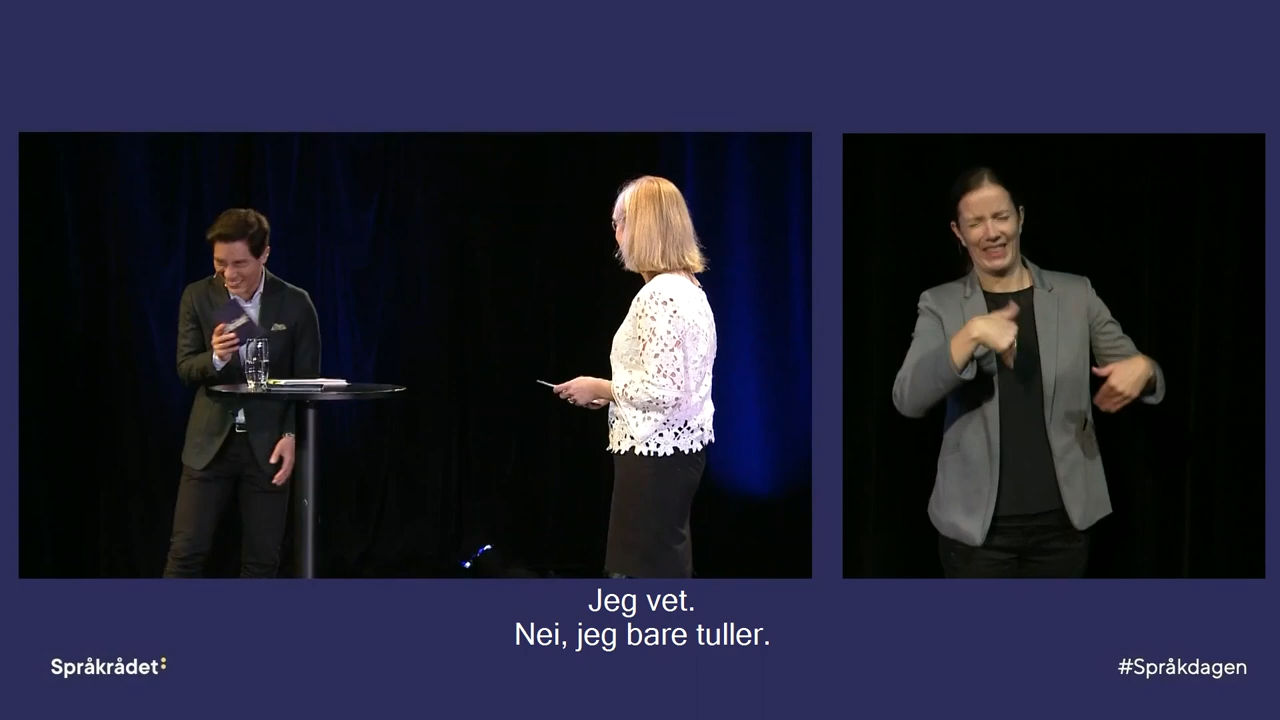 Jeg vet.
Nei, jeg bare tuller.
Språkrådet:
#Språkdagen